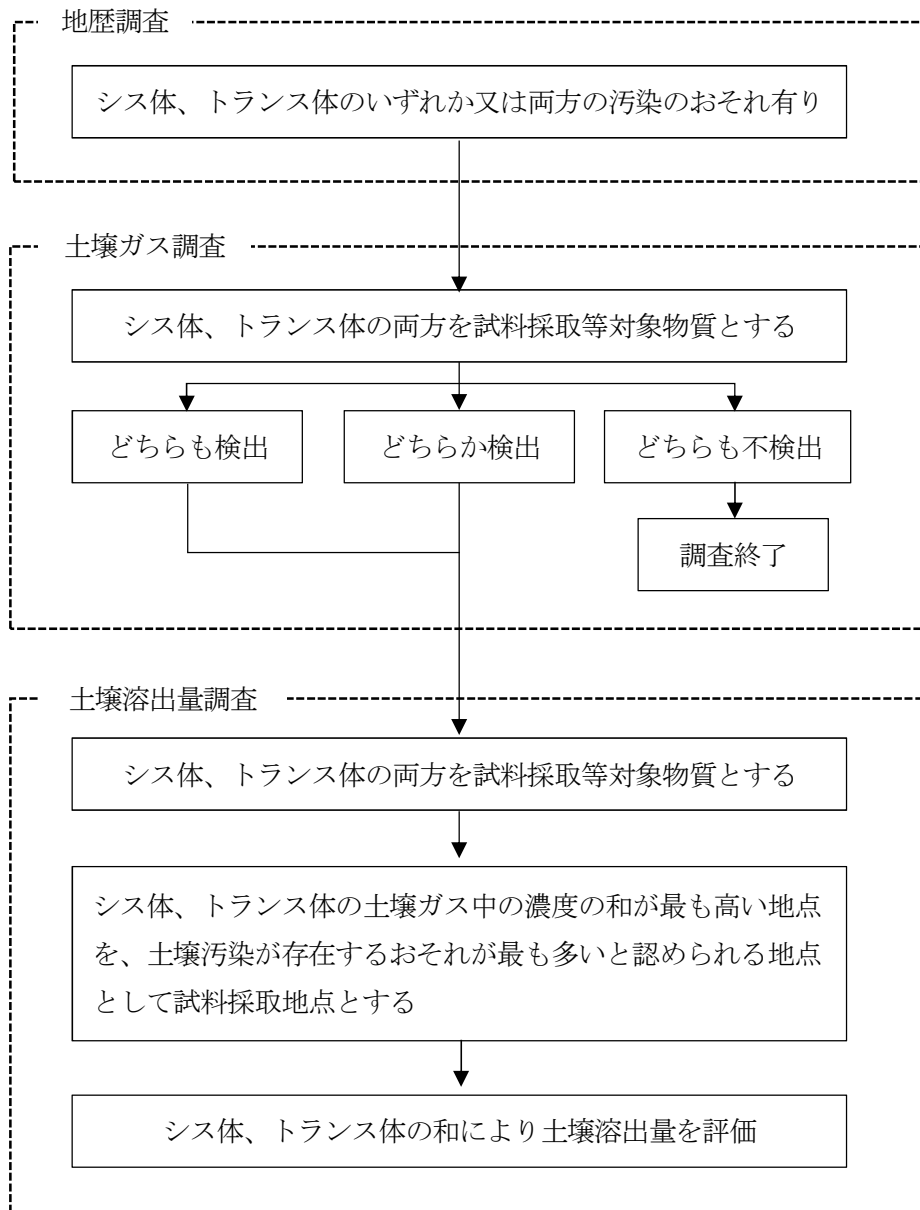 地歴調査
シス体、トランス体のいずれか又は両方の汚染のおそれ有り
土壌ガス調査
シス体、トランス体の両方を試料採取等対象物質とする
どちらも検出
どちらか検出
どちらも不検出
調査終了
土壌溶出量調査
シス体、トランス体の両方を試料採取等対象物質とする
シス体、トランス体の土壌ガス中の濃度の和が最も高い地点
を、土壌汚染が存在するおそれが最も多いと認められる地点
として試料採取地点とする
シス体、トランス体の和により土壌溶出量を評価